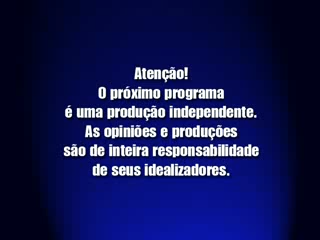 Atenção!
O próximo programa
é uma produção independente.
As opiniões e produções
são de inteira responsabilidade
de seus idealizadores.